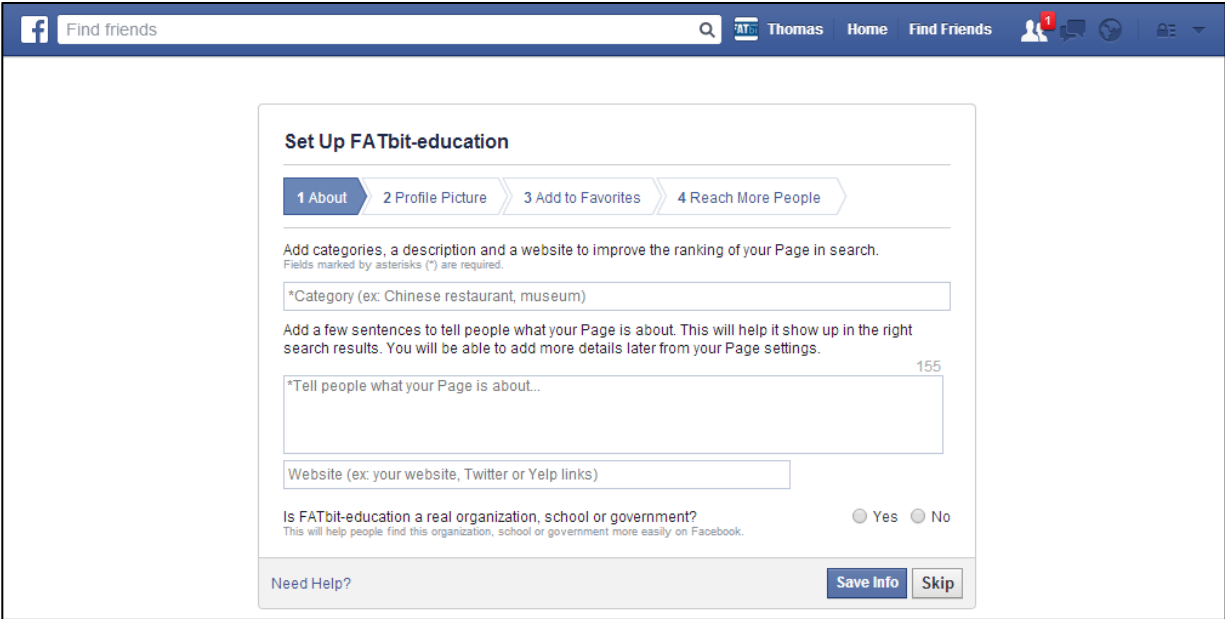 f
Find friends
FATbi Thomas Home Find Friends 1
Set Up FATbit-education
1 About 2 Profile Picture 3 Add to Favorites 4 Reach More People
Add categories, a description and a website to improve the ranking of your Page in search.
Fields marked by asterisks (*) are required.
*Category (ex: Chinese restaurant, museum)
Add a few sentences to tell people what your Page is about. This will help it show up in the right
search results. You will be able to add more details later from your Page settings.
155
*Tell people what your Page is about...
Website (ex: your website, Twitter or Yelp links)
Is FATbit-education a real organization, school or government? Yes No
This will help people find this organization, school or government more easily on Facebook.
Need Help? Save Info Skip